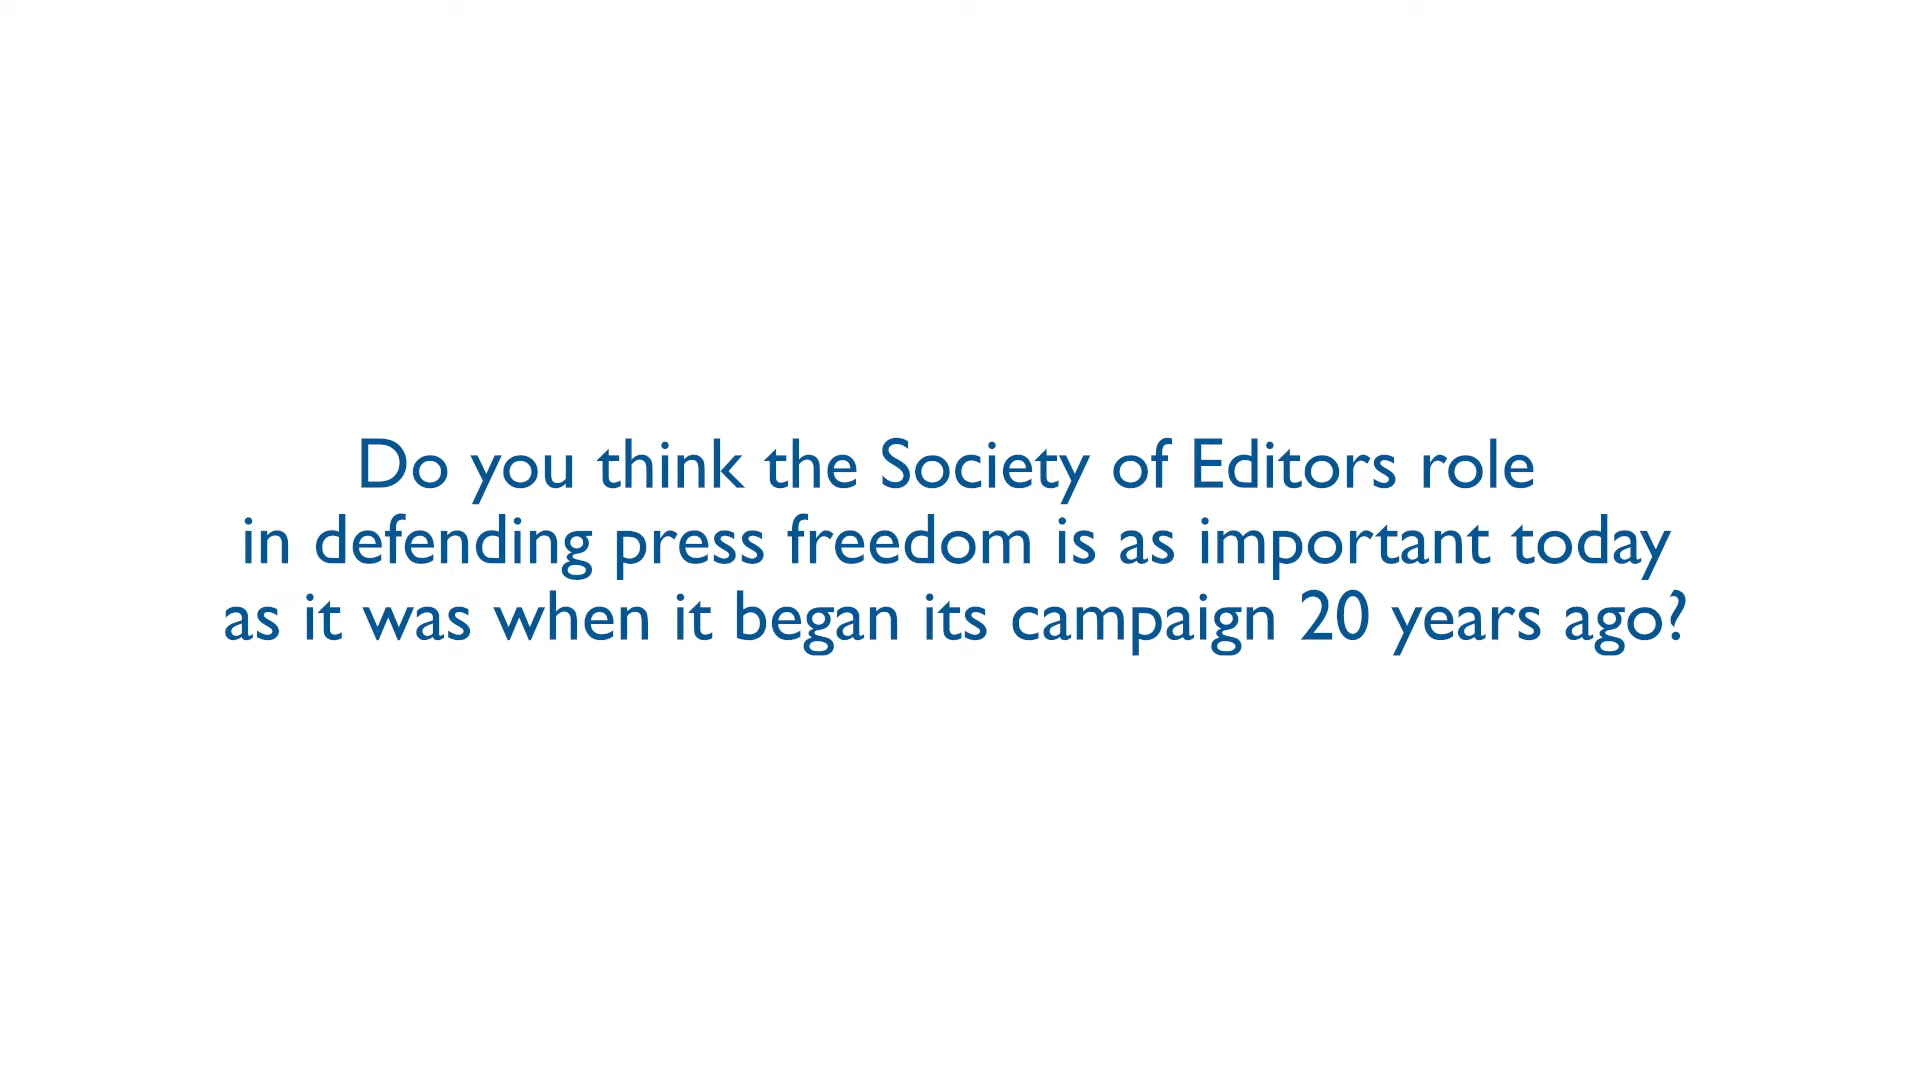 Do you think the Society of Editors role
in defending press freedom is as important today
as it was when it began its campaign 20 years ago?